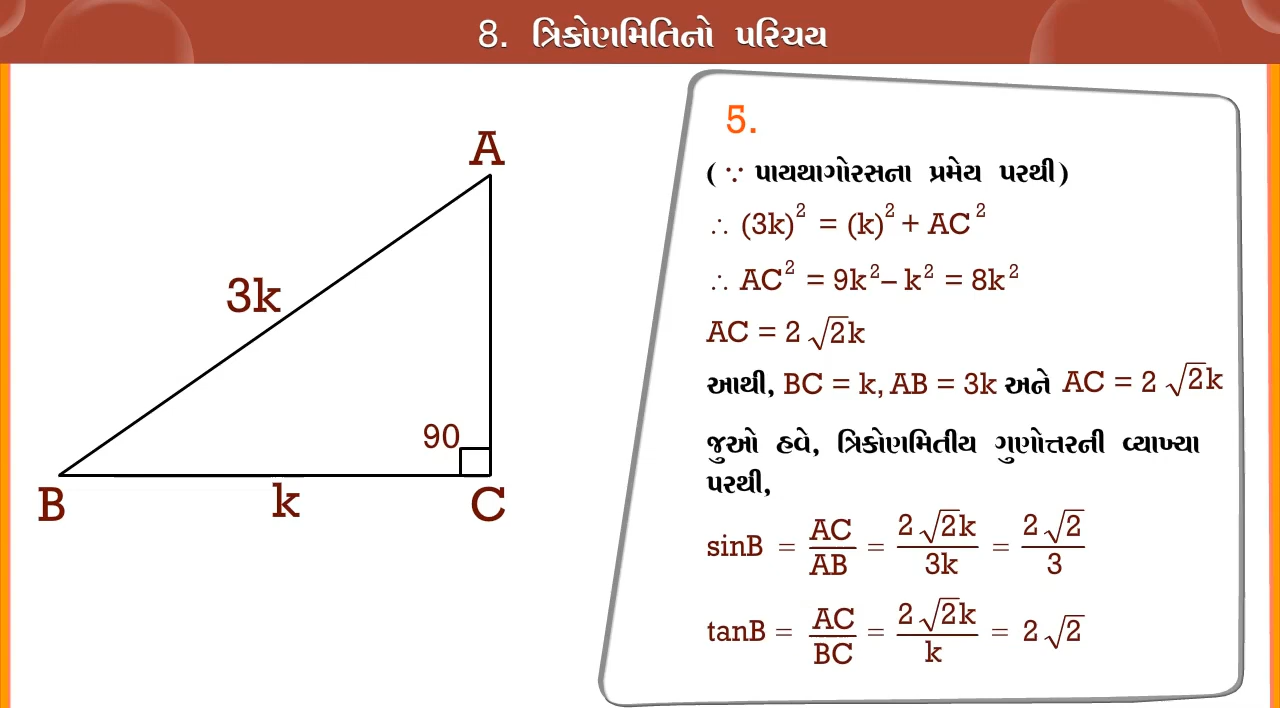 8. ત્રિકોણમિતિનો પરિચય
A
3k
90
B
k
C
5.
( ∵ પાયથાગોરસના પ્રમેય પરથી)
∴ (3k)² = (k)² + AC²
∴ AC² = 9k² – k² = 8k²
AC = 2 √2k
આથી, BC = k, AB = 3k અને AC = 2 √2k
જુઓ હવે, ત્રિકોણમિતીય ગુણોત્તરની વ્યાખ્યા
પરથી,
sinB = AC/AB = 2√2k/3k = 2√2/3
tanB = AC/BC = 2√2k/k = 2√2